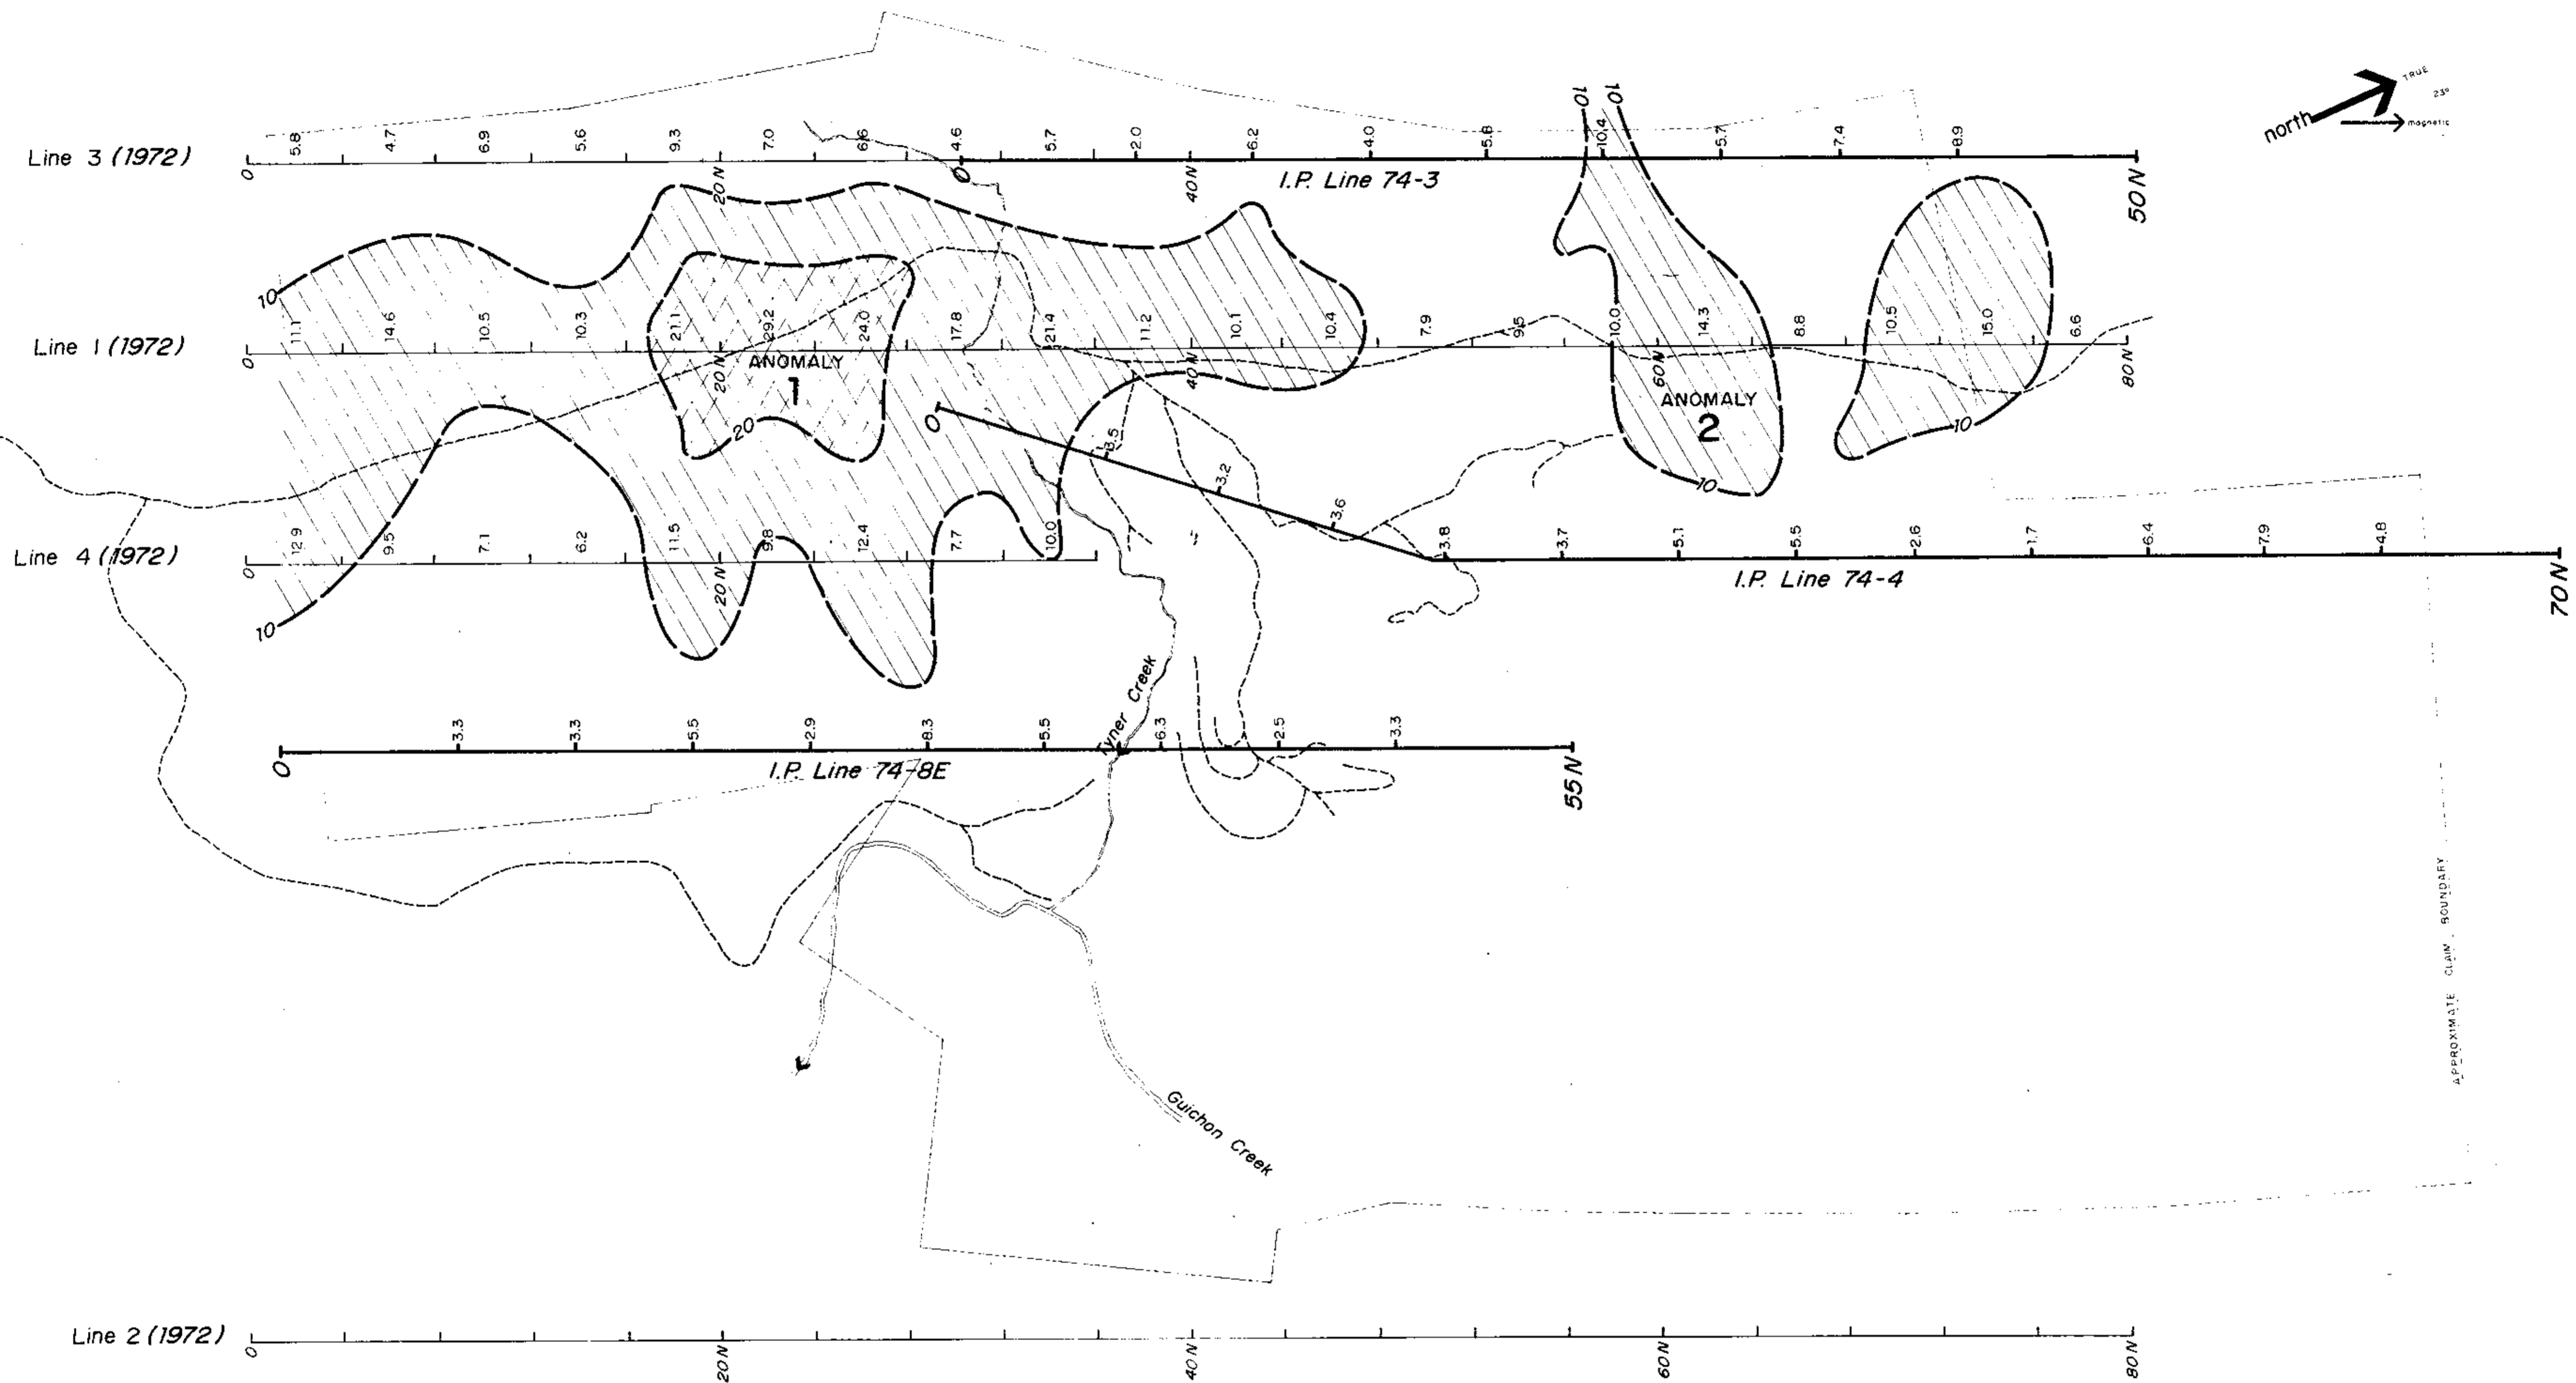 TRUE
23°
north
magnetic
10
10
Line 3 (1972)
5.8 4.7 6.9 5.6 9.3 7.0 6.6 4.6 5.7 2.0 6.2 4.0 5.8 10.4 5.7 7.4 8.9
0 20N 0 40N 50N
I.P. Line 74-3
10
Line 1 (1972)
11.1 14.6 10.5 10.3 21.1 29.2 24.0 17.8 21.4 11.2 10.1 10.4 7.9 9.5 10.0 14.3 8.8 10.5 15.0 6.6
0 20N 40N 60N 80N
ANOMALY
1
20
ANOMALY
2
10
10
0
3.5 3.2 3.6
Line 4 (1972)
12.9 9.5 7.1 6.2 11.5 9.8 12.4 7.7 10.0 3.8 3.7 5.1 5.5 2.6 1.7 6.4 7.9 4.8
0 20N 70N
I.P. Line 74-4
10
Tyner Creek
3.3 3.3 5.5 2.9 8.3 5.5 6.3 2.5 3.3
0 55N
I.P. Line 74-8E
APPROXIMATE CLAIM BOUNDARY
Guichon Creek
Line 2 (1972)
0 20N 40N 60N 80N